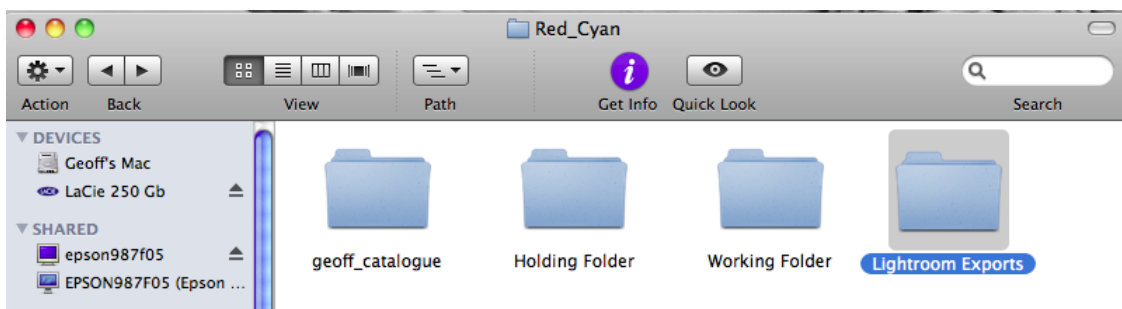 Red_Cyan
Action Back View Path Get Info Quick Look Search
DEVICES
Geoff's Mac
LaCie 250 Gb
SHARED
epson987f05
EPSON987F05 (Epson ...
geoff_catalogue Holding Folder Working Folder Lightroom Exports